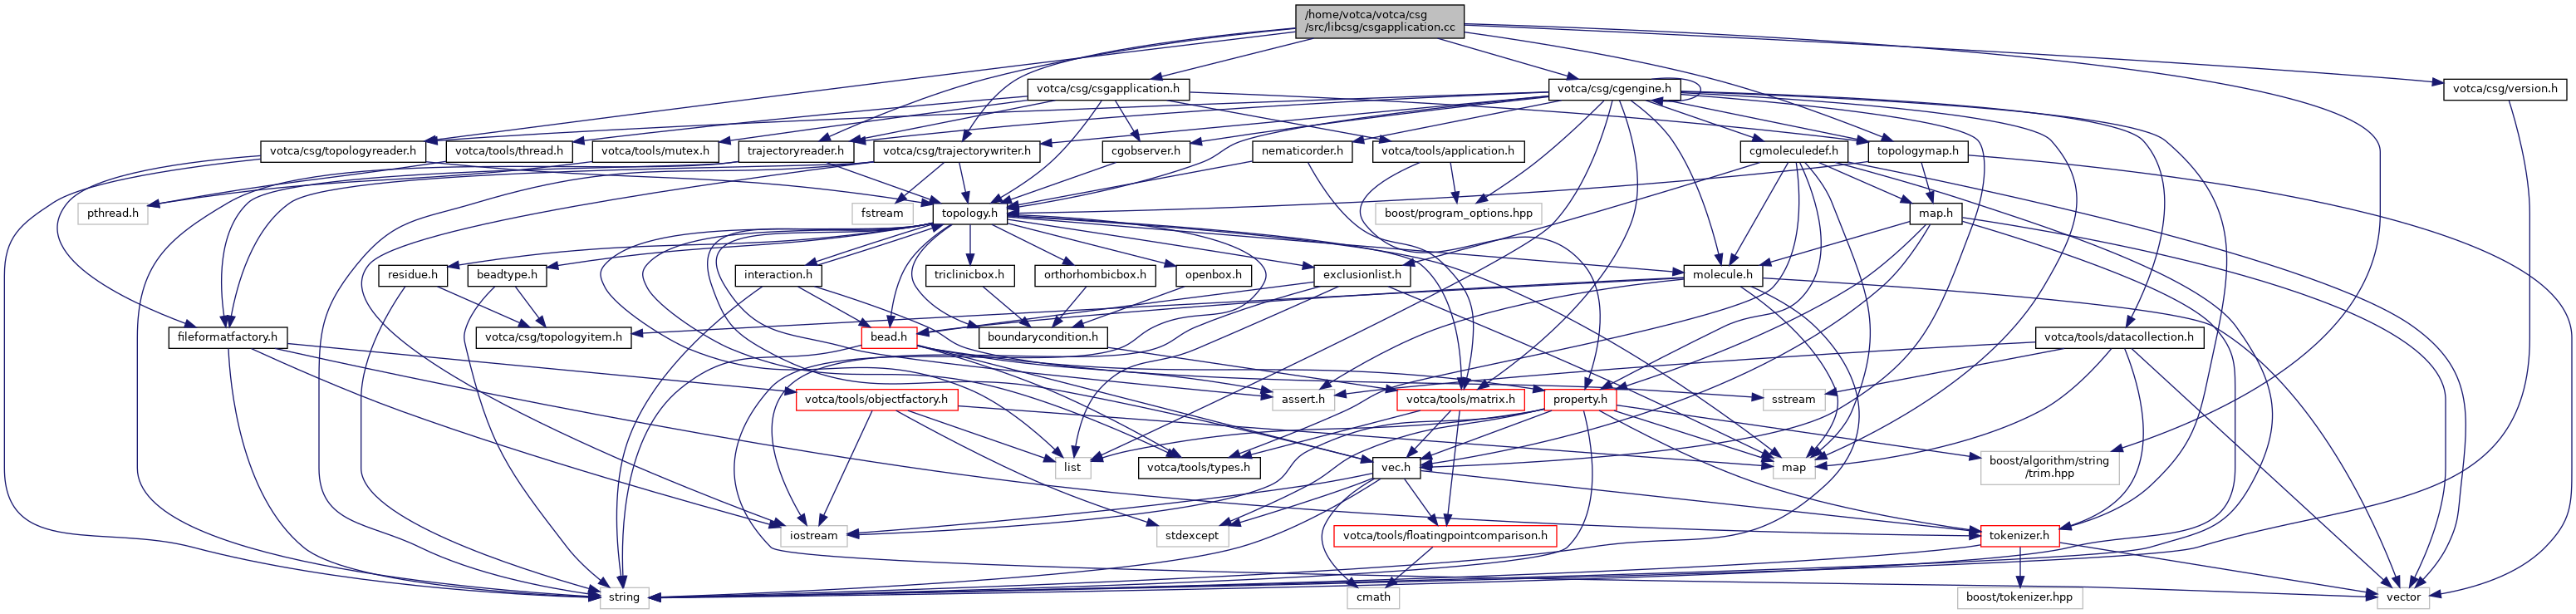 /home/votca/votca/csg
/src/libcsg/csgapplication.cc
votca/csg/csgapplication.h
votca/csg/cgengine.h
votca/csg/version.h
votca/csg/topologyreader.h
votca/tools/thread.h
votca/tools/mutex.h
trajectoryreader.h
votca/csg/trajectorywriter.h
cgobserver.h
nematicorder.h
votca/tools/application.h
cgmoleculedef.h
topologymap.h
pthread.h
fstream
topology.h
boost/program_options.hpp
map.h
residue.h
beadtype.h
interaction.h
triclinicbox.h
orthorhombicbox.h
openbox.h
exclusionlist.h
molecule.h
fileformatfactory.h
votca/csg/topologyitem.h
bead.h
boundarycondition.h
votca/tools/datacollection.h
votca/tools/objectfactory.h
assert.h
votca/tools/matrix.h
property.h
sstream
list
votca/tools/types.h
vec.h
map
boost/algorithm/string
/trim.hpp
iostream
stdexcept
votca/tools/floatingpointcomparison.h
tokenizer.h
string
cmath
boost/tokenizer.hpp
vector